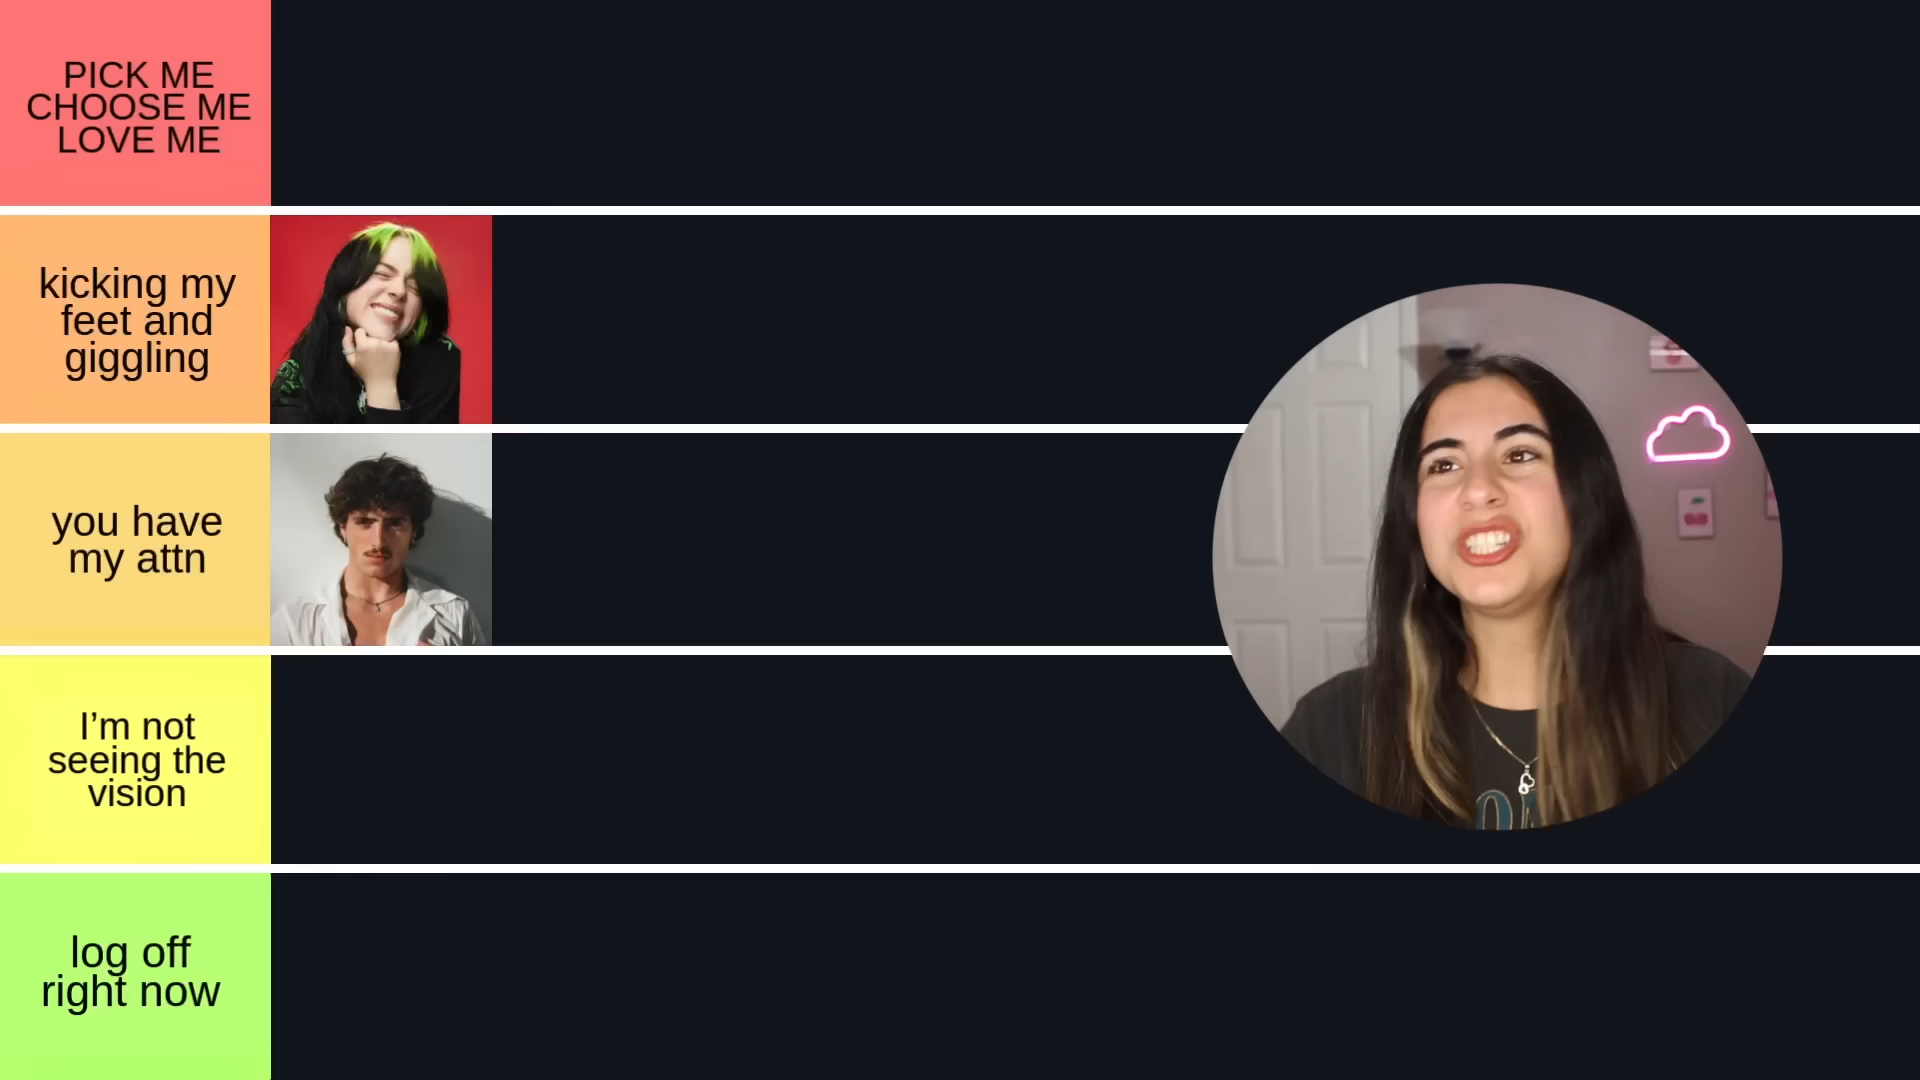 PICK ME
CHOOSE ME
LOVE ME
kicking my
feet and
giggling
you have
my attn
I’m not
seeing the
vision
log off
right now